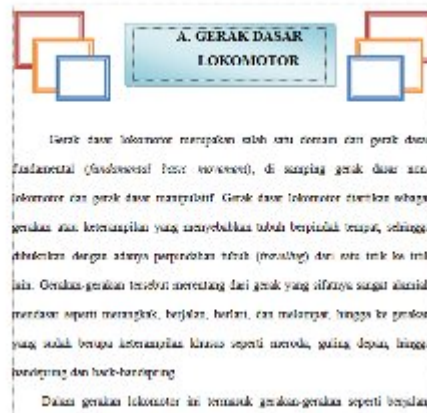 A. GERAK DASAR
LOKOMOTOR
Gerak dasar lokomotor merupakan salah satu domain dari gerak dasar
fundamental (fundamental basic movement), di samping gerak dasar non
lokomotor dan gerak dasar manipulatif. Gerak dasar lokomotor diartikan sebagai
gerakan atau keterampilan yang menyebabkan tubuh berpindah tempat, sehingga
dibuktikan dengan adanya perpindahan tubuh (traveling) dari satu titik ke titik
lain. Gerakan-gerakan tersebut merentang dari gerak yang sifatnya sangat alamiah
mendasar seperti merangkak, berjalan, berlari, dan melompat, hingga ke gerakan
yang sudah berupa keterampilan khusus seperti meroda, guling depan, hingga
handspring dan back-handspring.
Dalam gerakan lokomotor ini termasuk gerakan-gerakan seperti berjalan